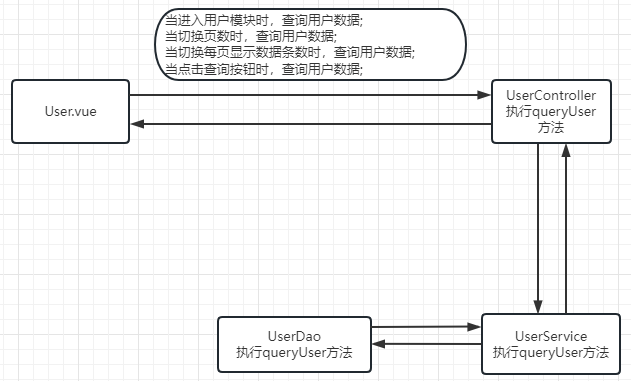 当进入用户模块时，查询用户数据;
当切换页数时，查询用户数据;
当切换每页显示数据条数时，查询用户数据;
当点击查询按钮时，查询用户数据;
User.vue
UserController
执行queryUser
方法
UserDao
执行queryUser方法
UserService
执行queryUser方法